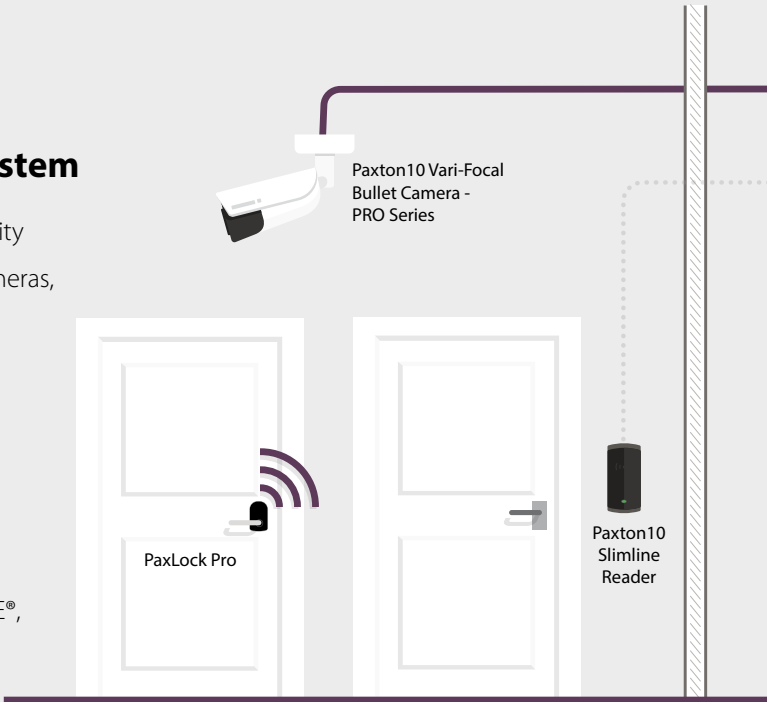 stem
ity
neras,
E®,
Paxton10 Vari-Focal
Bullet Camera -
PRO Series
PaxLock Pro
Paxton10
Slimline
Reader